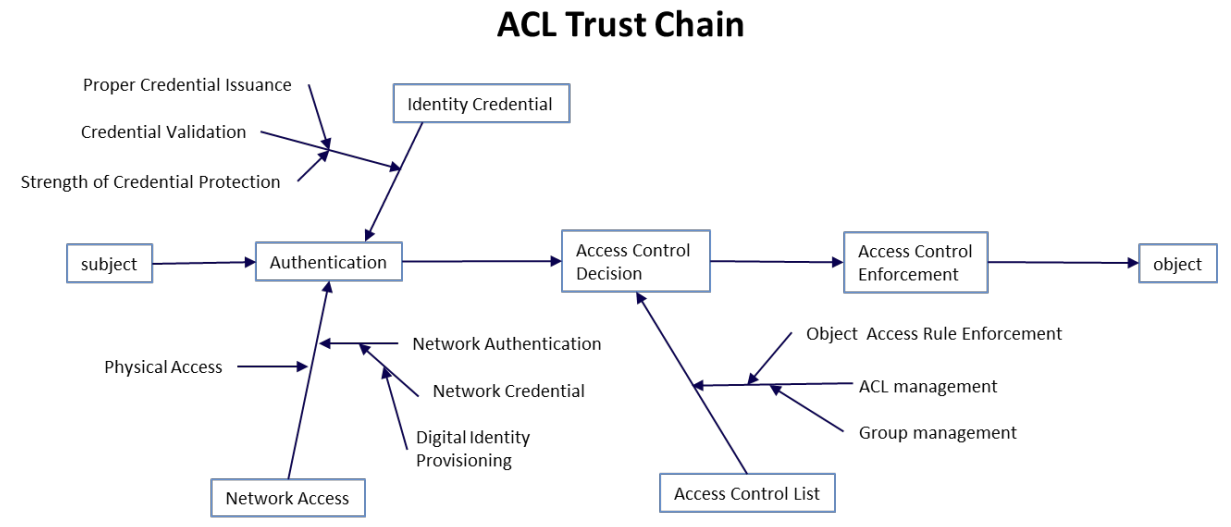 ACL Trust Chain
Proper Credential Issuance
Identity Credential
Credential Validation
Strength of Credential Protection
subject
Authentication
Access Control
Decision
Access Control
Enforcement
object
Physical Access
Network Authentication
Network Credential
Digital Identity
Provisioning
Object Access Rule Enforcement
ACL management
Group management
Network Access
Access Control List